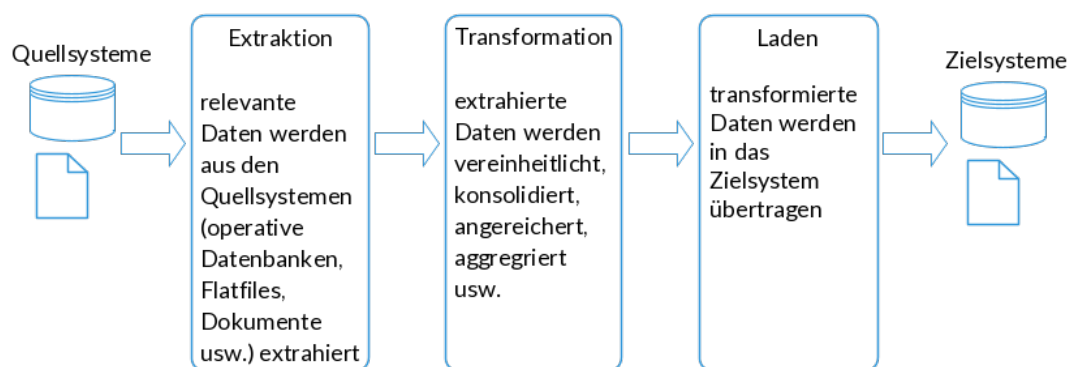 Quellsysteme
Extraktion
relevante
Daten werden
aus den
Quellsystemen
(operative
Datenbanken,
Flatfiles,
Dokumente
usw.) extrahiert
Transformation
extrahierte
Daten werden
vereinheitlicht,
konsolidiert,
angereichert,
aggregriert
usw.
Laden
transformierte
Daten werden
in das
Zielsystem
übertragen
Zielsysteme